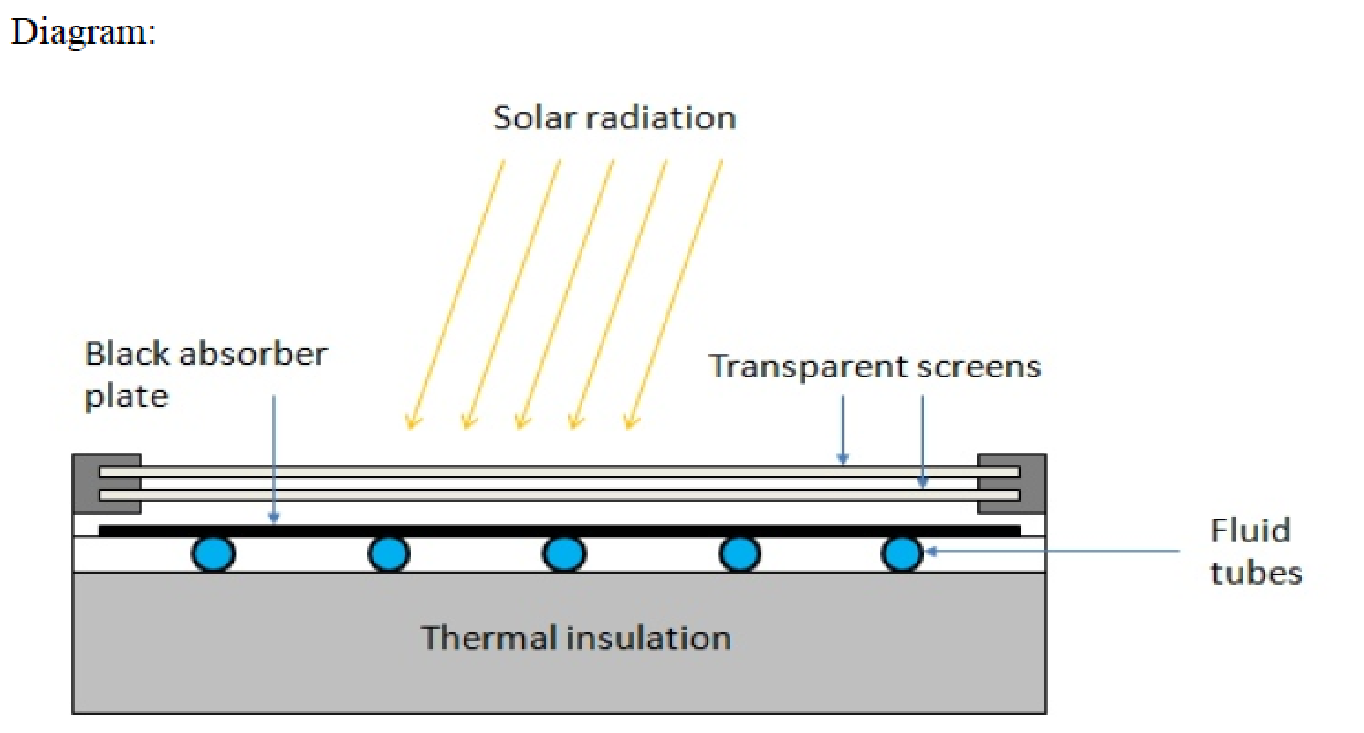 Diagram:
Solar radiation
Black absorber
plate
Transparent screens
Fluid
tubes
Thermal insulation